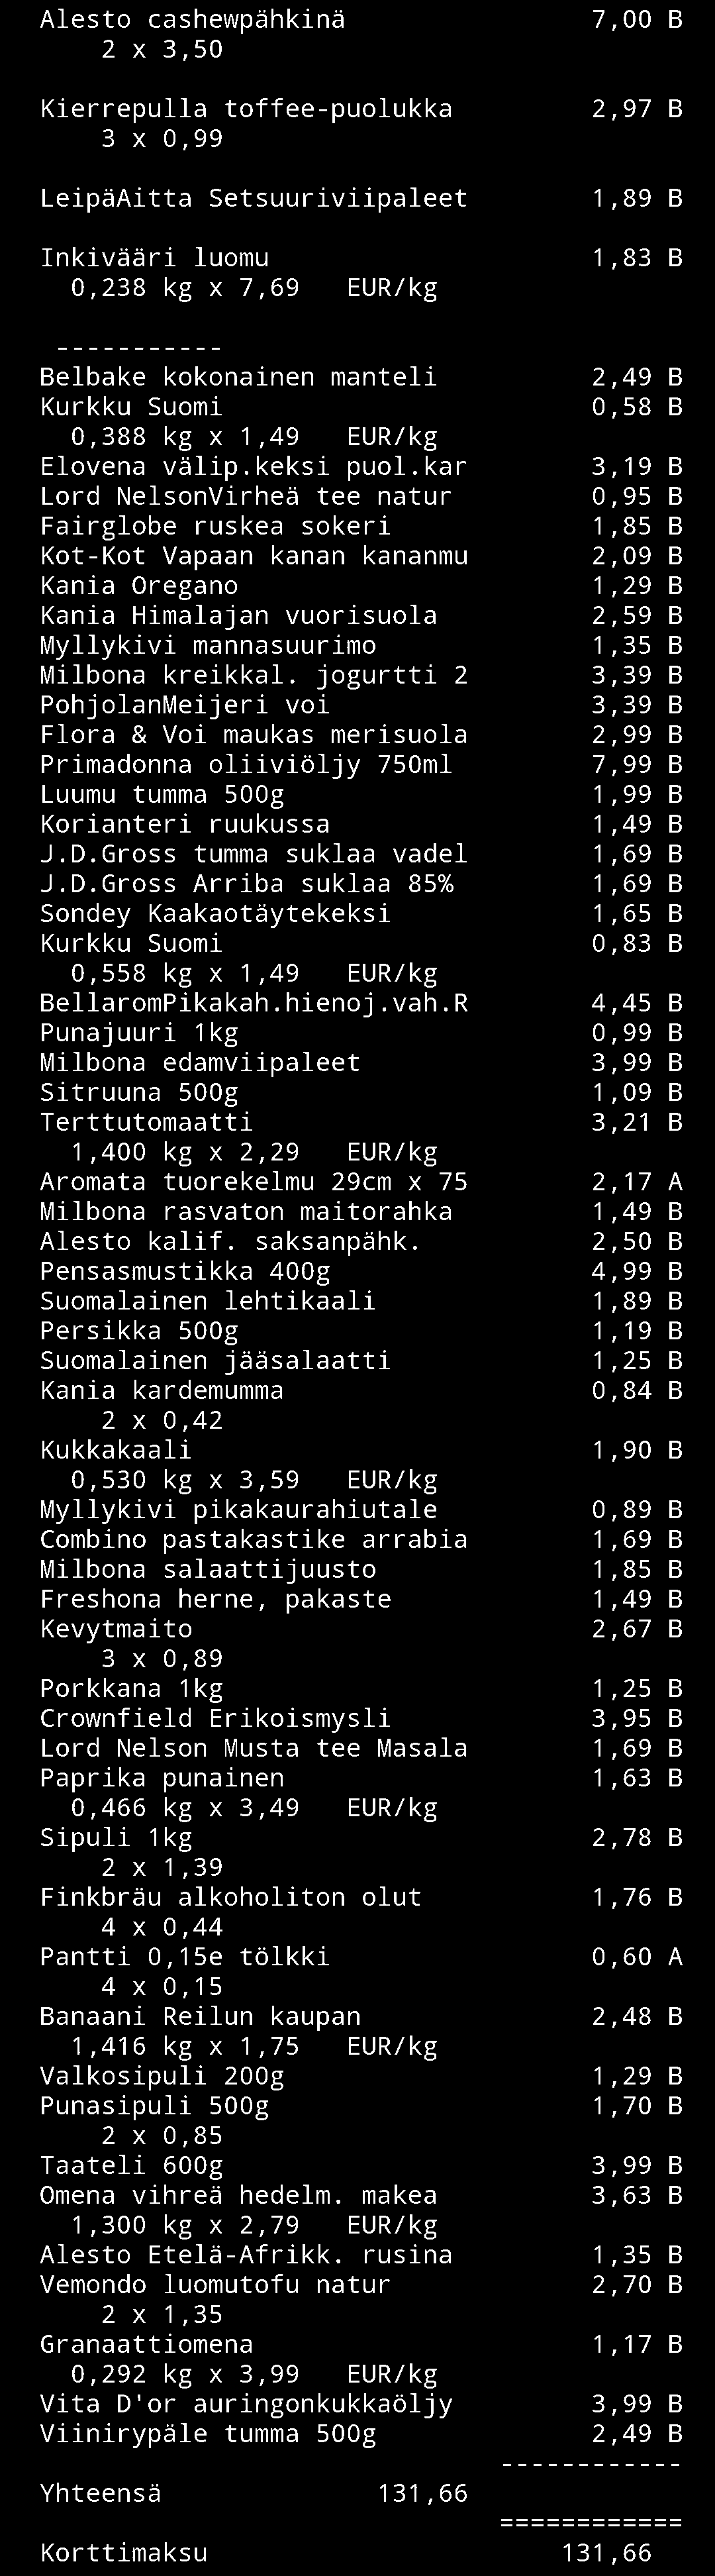 Alesto cashewpähkinä 7,00 B
2 x 3,50
Kierrepulla toffee-puolukka 2,97 B
3 x 0,99
LeipäAitta Setsuuriviipaleet 1,89 B
Inkivääri luomu 1,83 B
0,238 kg x 7,69 EUR/kg
-----------
Belbake kokonainen manteli 2,49 B
Kurkku Suomi 0,58 B
0,388 kg x 1,49 EUR/kg
Elovena välip.keksi puol.kar 3,19 B
Lord NelsonVirheä tee natur 0,95 B
Fairglobe ruskea sokeri 1,85 B
Kot-Kot Vapaan kanan kananmu 2,09 B
Kania Oregano 1,29 B
Kania Himalajan vuorisuola 2,59 B
Myllykivi mannasuurimo 1,35 B
Milbona kreikkal. jogurtti 2 3,39 B
PohjolanMeijeri voi 3,39 B
Flora & Voi maukas merisuola 2,99 B
Primadonna oliiviöljy 750ml 7,99 B
Luumu tumma 500g 1,99 B
Korianteri ruukussa 1,49 B
J.D.Gross tumma suklaa vadel 1,69 B
J.D.Gross Arriba suklaa 85% 1,69 B
Sondey Kaakaotäytekeksi 1,65 B
Kurkku Suomi 0,83 B
0,558 kg x 1,49 EUR/kg
BellaromPikakah.hienoj.vah.R 4,45 B
Punajuuri 1kg 0,99 B
Milbona edamviipaleet 3,99 B
Sitruuna 500g 1,09 B
Terttutomaatti 3,21 B
1,400 kg x 2,29 EUR/kg
Aromata tuorekelmu 29cm x 75 2,17 A
Milbona rasvaton maitorahka 1,49 B
Alesto kalif. saksanpähk. 2,50 B
Pensasmustikka 400g 4,99 B
Suomalainen lehtikaali 1,89 B
Persikka 500g 1,19 B
Suomalainen jääsalaatti 1,25 B
Kania kardemumma 0,84 B
2 x 0,42
Kukkakaali 1,90 B
0,530 kg x 3,59 EUR/kg
Myllykivi pikakaurahiutale 0,89 B
Combino pastakastike arrabia 1,69 B
Milbona salaattijuusto 1,85 B
Freshona herne, pakaste 1,49 B
Kevytmaito 2,67 B
3 x 0,89
Porkkana 1kg 1,25 B
Crownfield Erikoismysli 3,95 B
Lord Nelson Musta tee Masala 1,69 B
Paprika punainen 1,63 B
0,466 kg x 3,49 EUR/kg
Sipuli 1kg 2,78 B
2 x 1,39
Finkbräu alkoholiton olut 1,76 B
4 x 0,44
Pantti 0,15e tölkki 0,60 A
4 x 0,15
Banaani Reilun kaupan 2,48 B
1,416 kg x 1,75 EUR/kg
Valkosipuli 200g 1,29 B
Punasipuli 500g 1,70 B
2 x 0,85
Taateli 600g 3,99 B
Omena vihreä hedelm. makea 3,63 B
1,300 kg x 2,79 EUR/kg
Alesto Etelä-Afrikk. rusina 1,35 B
Vemondo luomutofu natur 2,70 B
2 x 1,35
Granaattiomena 1,17 B
0,292 kg x 3,99 EUR/kg
Vita D'or auringonkukkaöljy 3,99 B
Viinirypäle tumma 500g 2,49 B
------------
Yhteensä 131,66
============
Korttimaksu 131,66